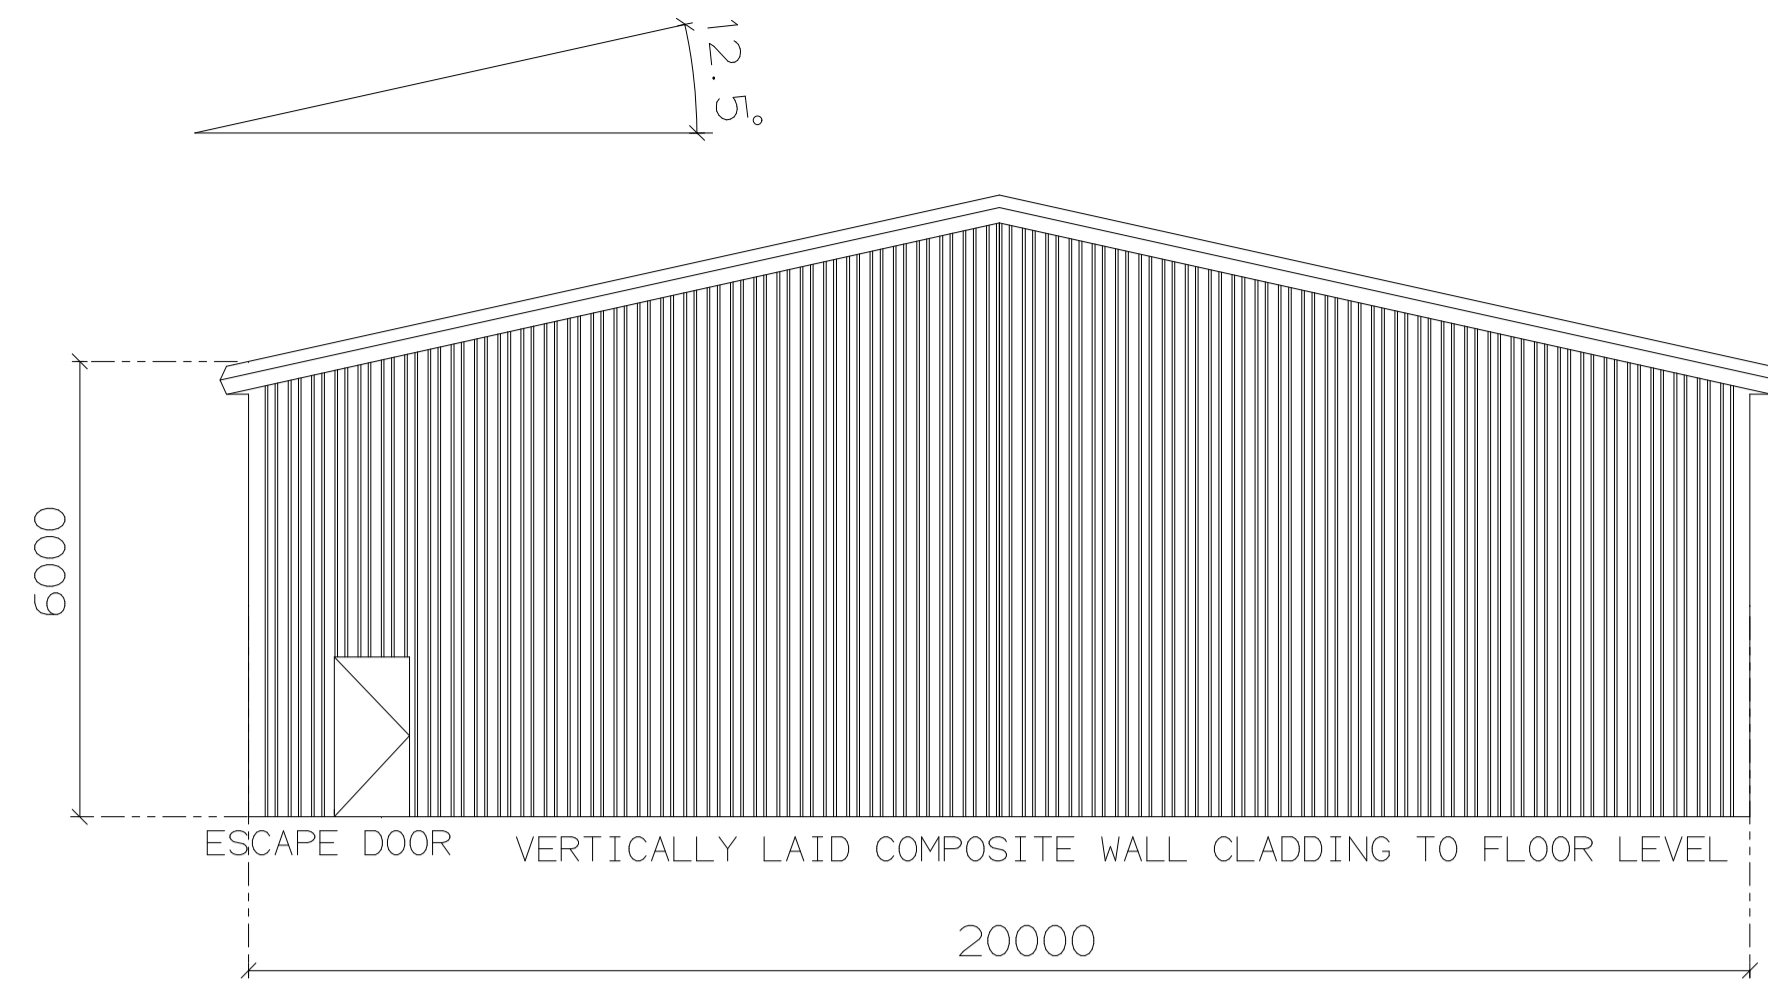 12.5°
6000
ESCAPE DOOR
VERTICALLY LAID COMPOSITE WALL CLADDING TO FLOOR LEVEL
20000